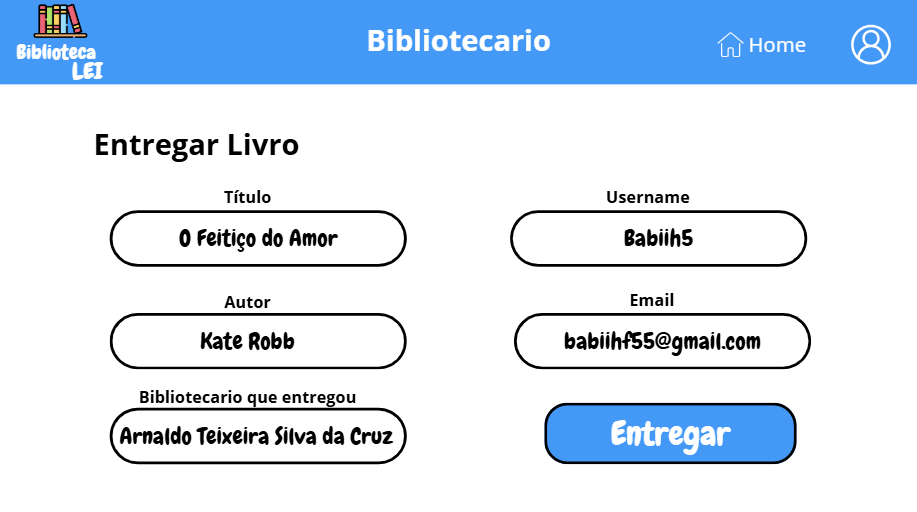 Biblioteca
LEI
Bibliotecario
Home
Entregar Livro
Título
O Feitiço do Amor
Username
Babiih5
Autor
Kate Robb
Email
babiihf55@gmail.com
Bibliotecario que entregou
Arnaldo Teixeira Silva da Cruz
Entregar